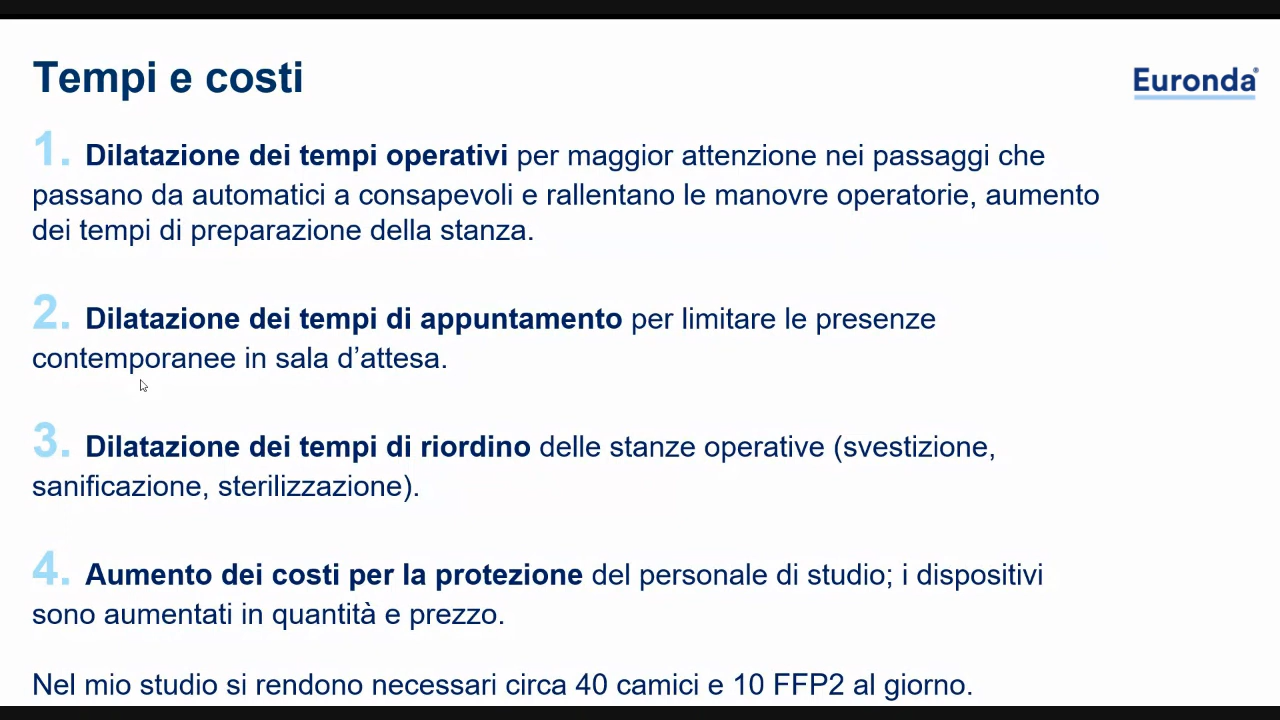 Tempi e costi
Euronda®
1. Dilatazione dei tempi operativi per maggior attenzione nei passaggi che
passano da automatici a consapevoli e rallentano le manovre operatorie, aumento
dei tempi di preparazione della stanza.
2. Dilatazione dei tempi di appuntamento per limitare le presenze
contemporanee in sala d’attesa.
3. Dilatazione dei tempi di riordino delle stanze operative (svestizione,
sanificazione, sterilizzazione).
4. Aumento dei costi per la protezione del personale di studio; i dispositivi
sono aumentati in quantità e prezzo.
Nel mio studio si rendono necessari circa 40 camici e 10 FFP2 al giorno.